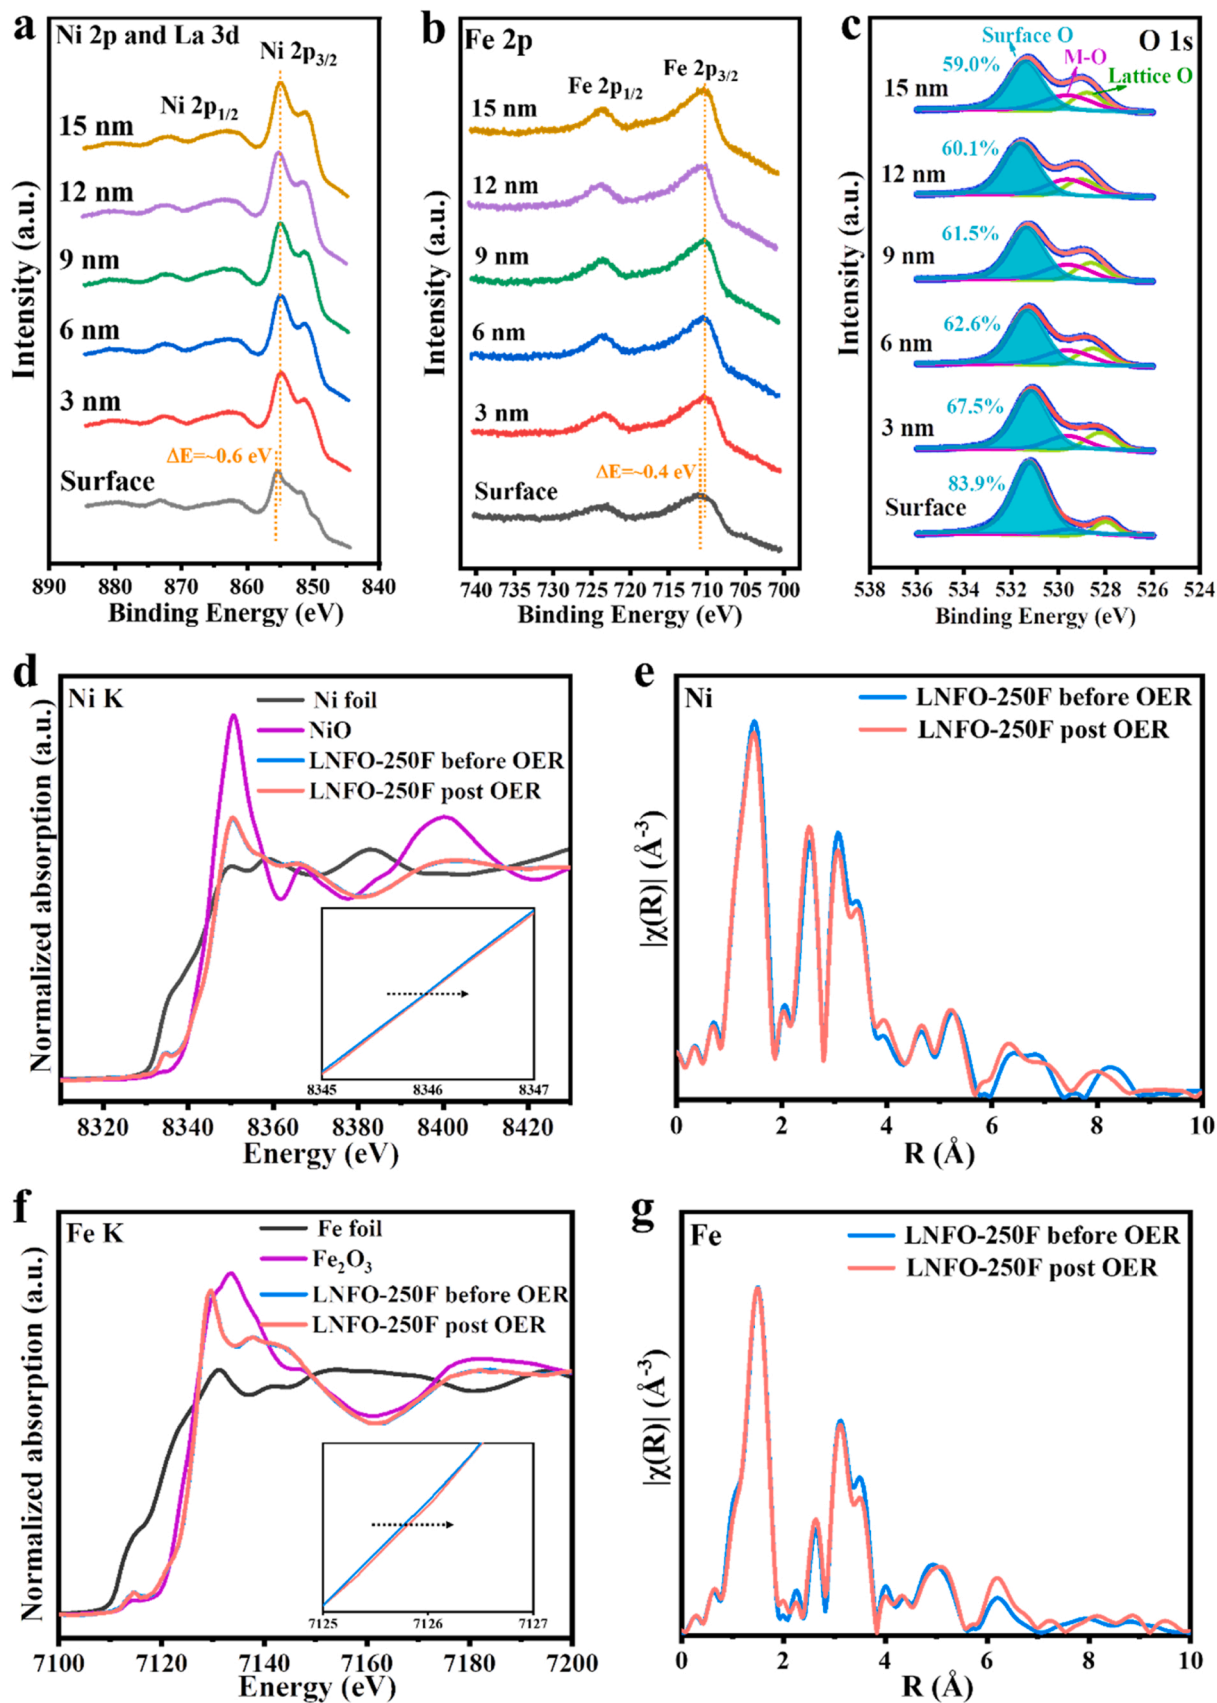 a
Ni 2p and La 3d
Ni 2p3/2
Ni 2p1/2
15 nm
12 nm
9 nm
6 nm
3 nm
ΔE=~0.6 eV
Surface
Intensity (a.u.)
890 880 870 860 850 840
Binding Energy (eV)
b
Fe 2p
Fe 2p3/2
Fe 2p1/2
15 nm
12 nm
9 nm
6 nm
3 nm
ΔE=~0.4 eV
Surface
Intensity (a.u.)
740 735 730 725 720 715 710 705 700
Binding Energy (eV)
c
O 1s
Surface O
M-O
Lattice O
59.0%
15 nm
60.1%
12 nm
61.5%
9 nm
62.6%
6 nm
67.5%
3 nm
83.9%
Surface
Intensity (a.u.)
538 536 534 532 530 528 526 524
Binding Energy (eV)
d
Ni K
Ni foil
NiO
LNFO-250F before OER
LNFO-250F post OER
Normalized absorption (a.u.)
8345 8346 8347
8320 8340 8360 8380 8400 8420
Energy (eV)
e
Ni
LNFO-250F before OER
LNFO-250F post OER
|χ(R)| (Å-3)
0 2 4 6 8 10
R (Å)
f
Fe K
Fe foil
Fe2O3
LNFO-250F before OER
LNFO-250F post OER
Normalized absorption (a.u.)
7125 7126 7127
7100 7120 7140 7160 7180 7200
Energy (eV)
g
Fe
LNFO-250F before OER
LNFO-250F post OER
|χ(R)| (Å-3)
0 2 4 6 8 10
R (Å)